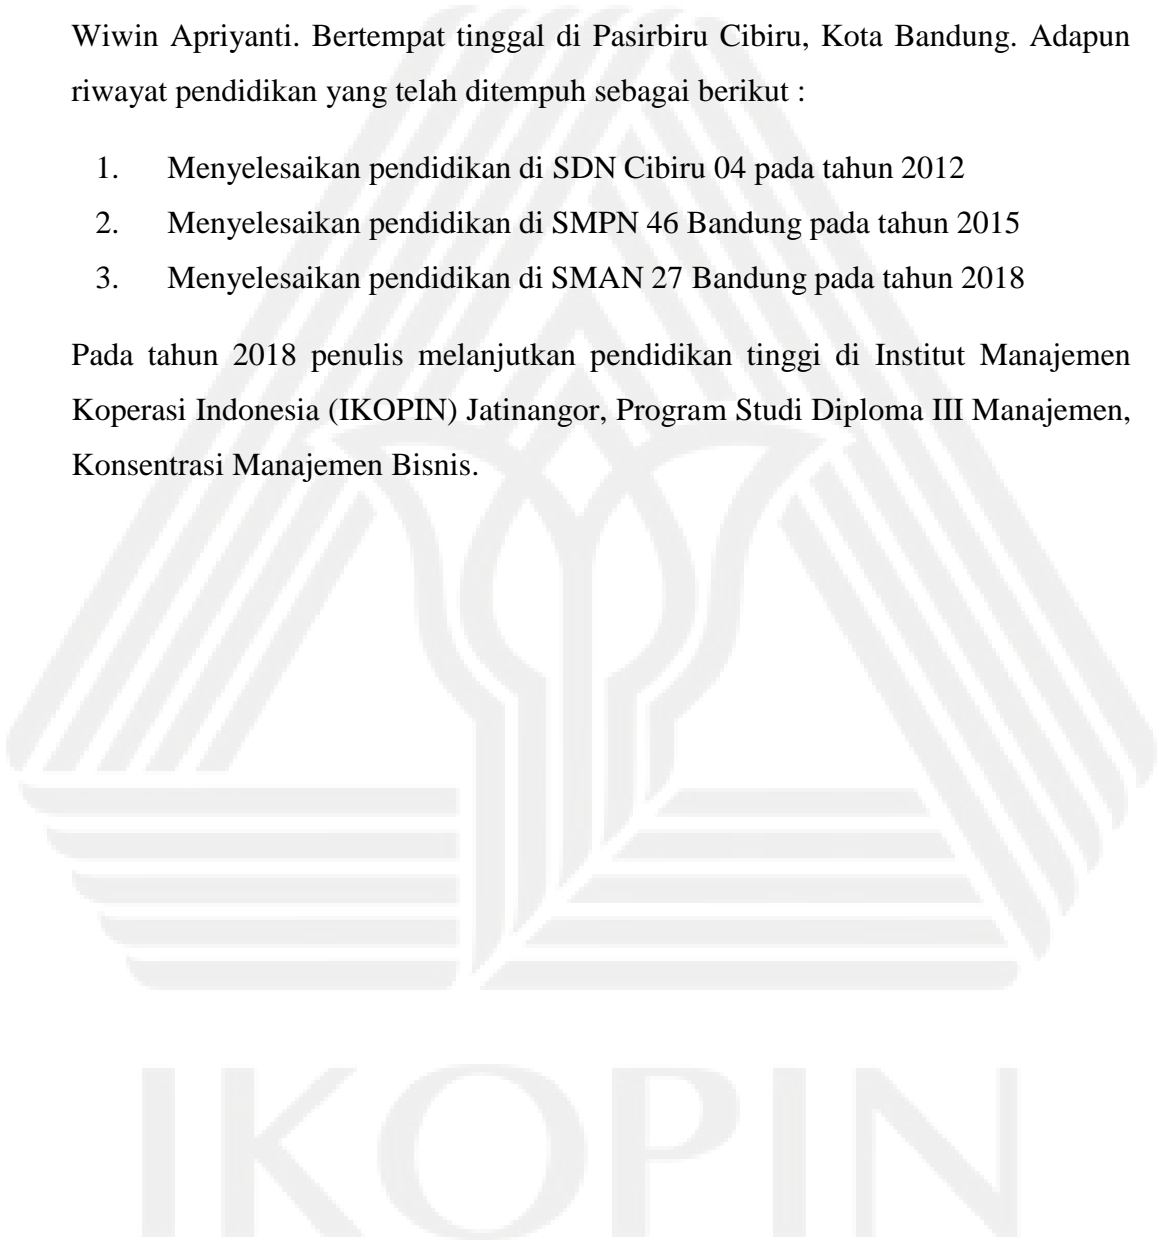 Wiwin Apriyanti. Bertempat tinggal di Pasirbiru Cibiru, Kota Bandung. Adapun
riwayat pendidikan yang telah ditempuh sebagai berikut :
1. Menyelesaikan pendidikan di SDN Cibiru 04 pada tahun 2012
2. Menyelesaikan pendidikan di SMPN 46 Bandung pada tahun 2015
3. Menyelesaikan pendidikan di SMAN 27 Bandung pada tahun 2018
Pada tahun 2018 penulis melanjutkan pendidikan tinggi di Institut Manajemen
Koperasi Indonesia (IKOPIN) Jatinangor, Program Studi Diploma III Manajemen,
Konsentrasi Manajemen Bisnis.
IKOPIN